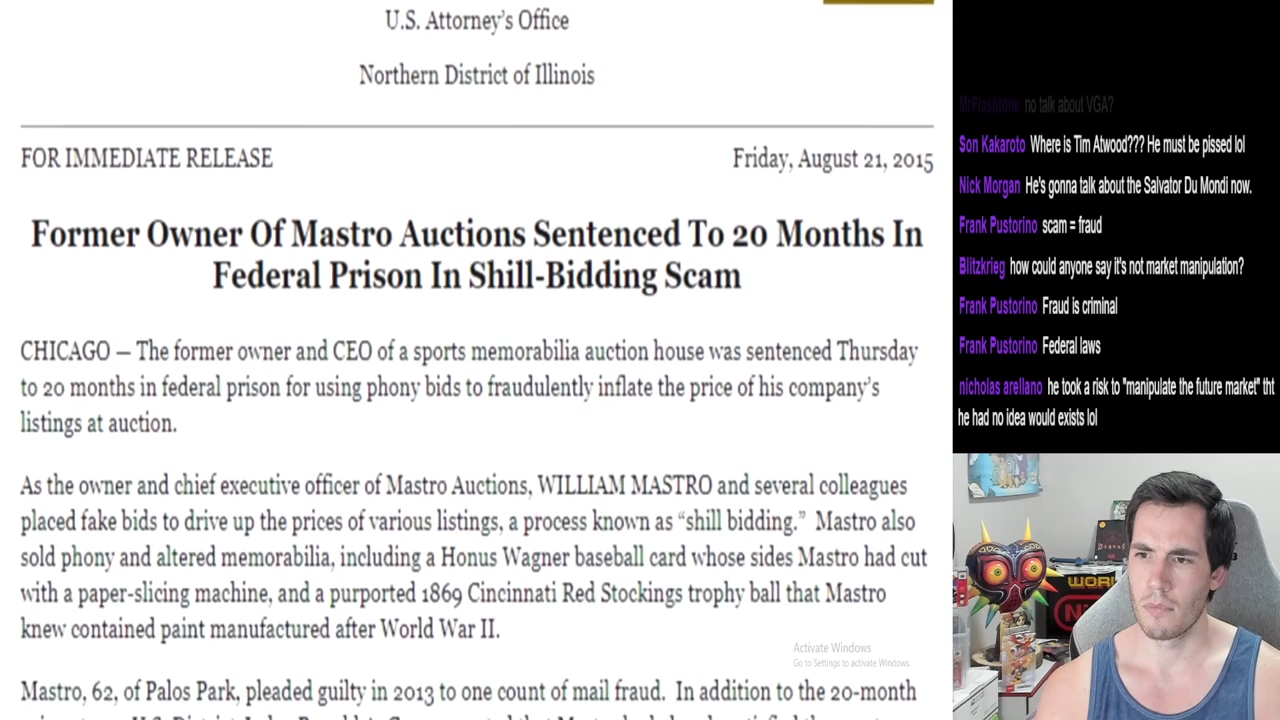 U.S. Attorney's Office
Northern District of Illinois
FOR IMMEDIATE RELEASE
Friday, August 21, 2015
Former Owner Of Mastro Auctions Sentenced To 20 Months In
Federal Prison In Shill-Bidding Scam
CHICAGO — The former owner and CEO of a sports memorabilia auction house was sentenced Thursday
to 20 months in federal prison for using phony bids to fraudulently inflate the price of his company's
listings at auction.
As the owner and chief executive officer of Mastro Auctions, WILLIAM MASTRO and several colleagues
placed fake bids to drive up the prices of various listings, a process known as “shill bidding.” Mastro also
sold phony and altered memorabilia, including a Honus Wagner baseball card whose sides Mastro had cut
with a paper-slicing machine, and a purported 1869 Cincinnati Red Stockings trophy ball that Mastro
knew contained paint manufactured after World War II.
Activate Windows
Go to Settings to activate Windows.
Mastro, 62, of Palos Park, pleaded guilty in 2013 to one count of mail fraud. In addition to the 20-month
no talk about VGA?
Son Kakaroto Where is Tim Atwood??? He must be pissed lol
Nick Morgan He's gonna talk about the Salvator Du Mondi now.
Frank Pustorino scam = fraud
Blitzkrieg how could anyone say it's not market manipulation?
Frank Pustorino Fraud is criminal
Frank Pustorino Federal laws
nicholas arellano he took a risk to "manipulate the future market" tht
he had no idea would exists lol
WORL